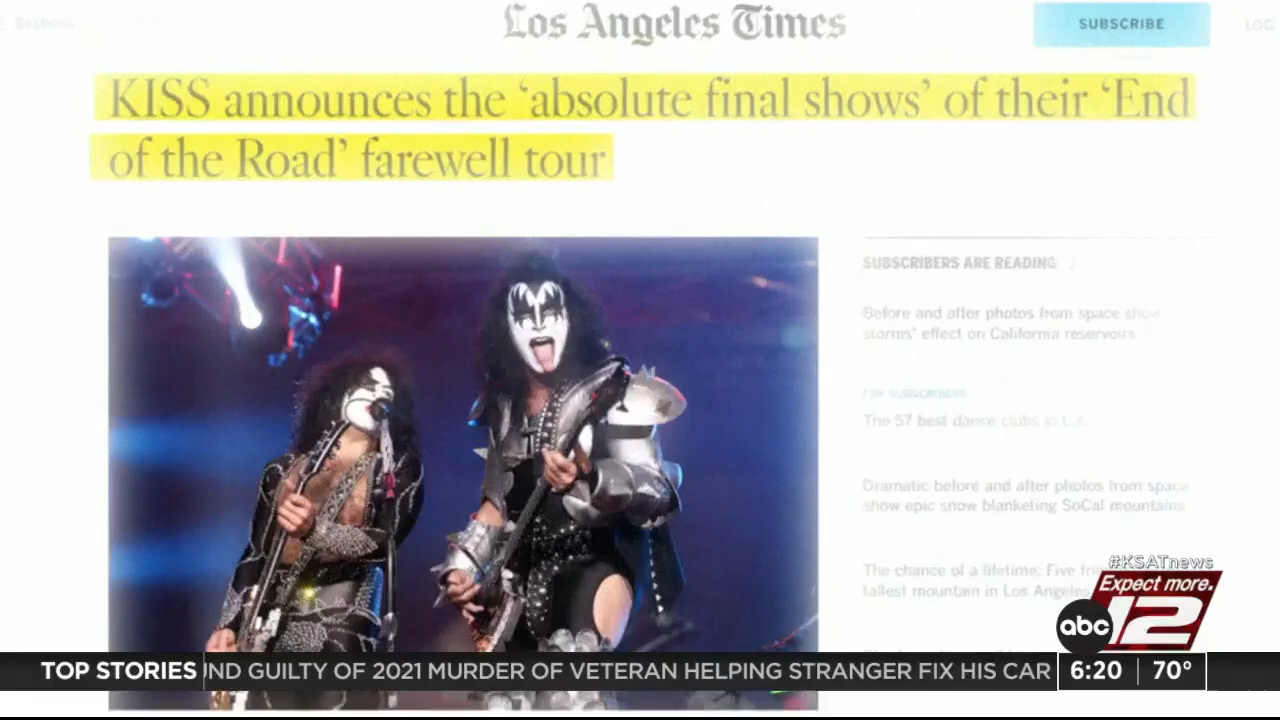 Stations
Los Angeles Times
SUBSCRIBE
LOG
KISS announces the ‘absolute final shows’ of their ‘End
of the Road’ farewell tour
SUBSCRIBERS ARE READING
Before and after photos from space show
storms’ effect on California reservoirs
FOR SUBSCRIBERS
The 57 best dance clubs in L.A.
Dramatic before and after photos from space
show epic snow blanketing SoCal mountains
The chance of a lifetime: Five
tallest mountain in Los Angeles
#KSATnews
Expect more.
abc 12
TOP STORIES
UND GUILTY OF 2021 MURDER OF VETERAN HELPING STRANGER FIX HIS CAR
6:20 70°